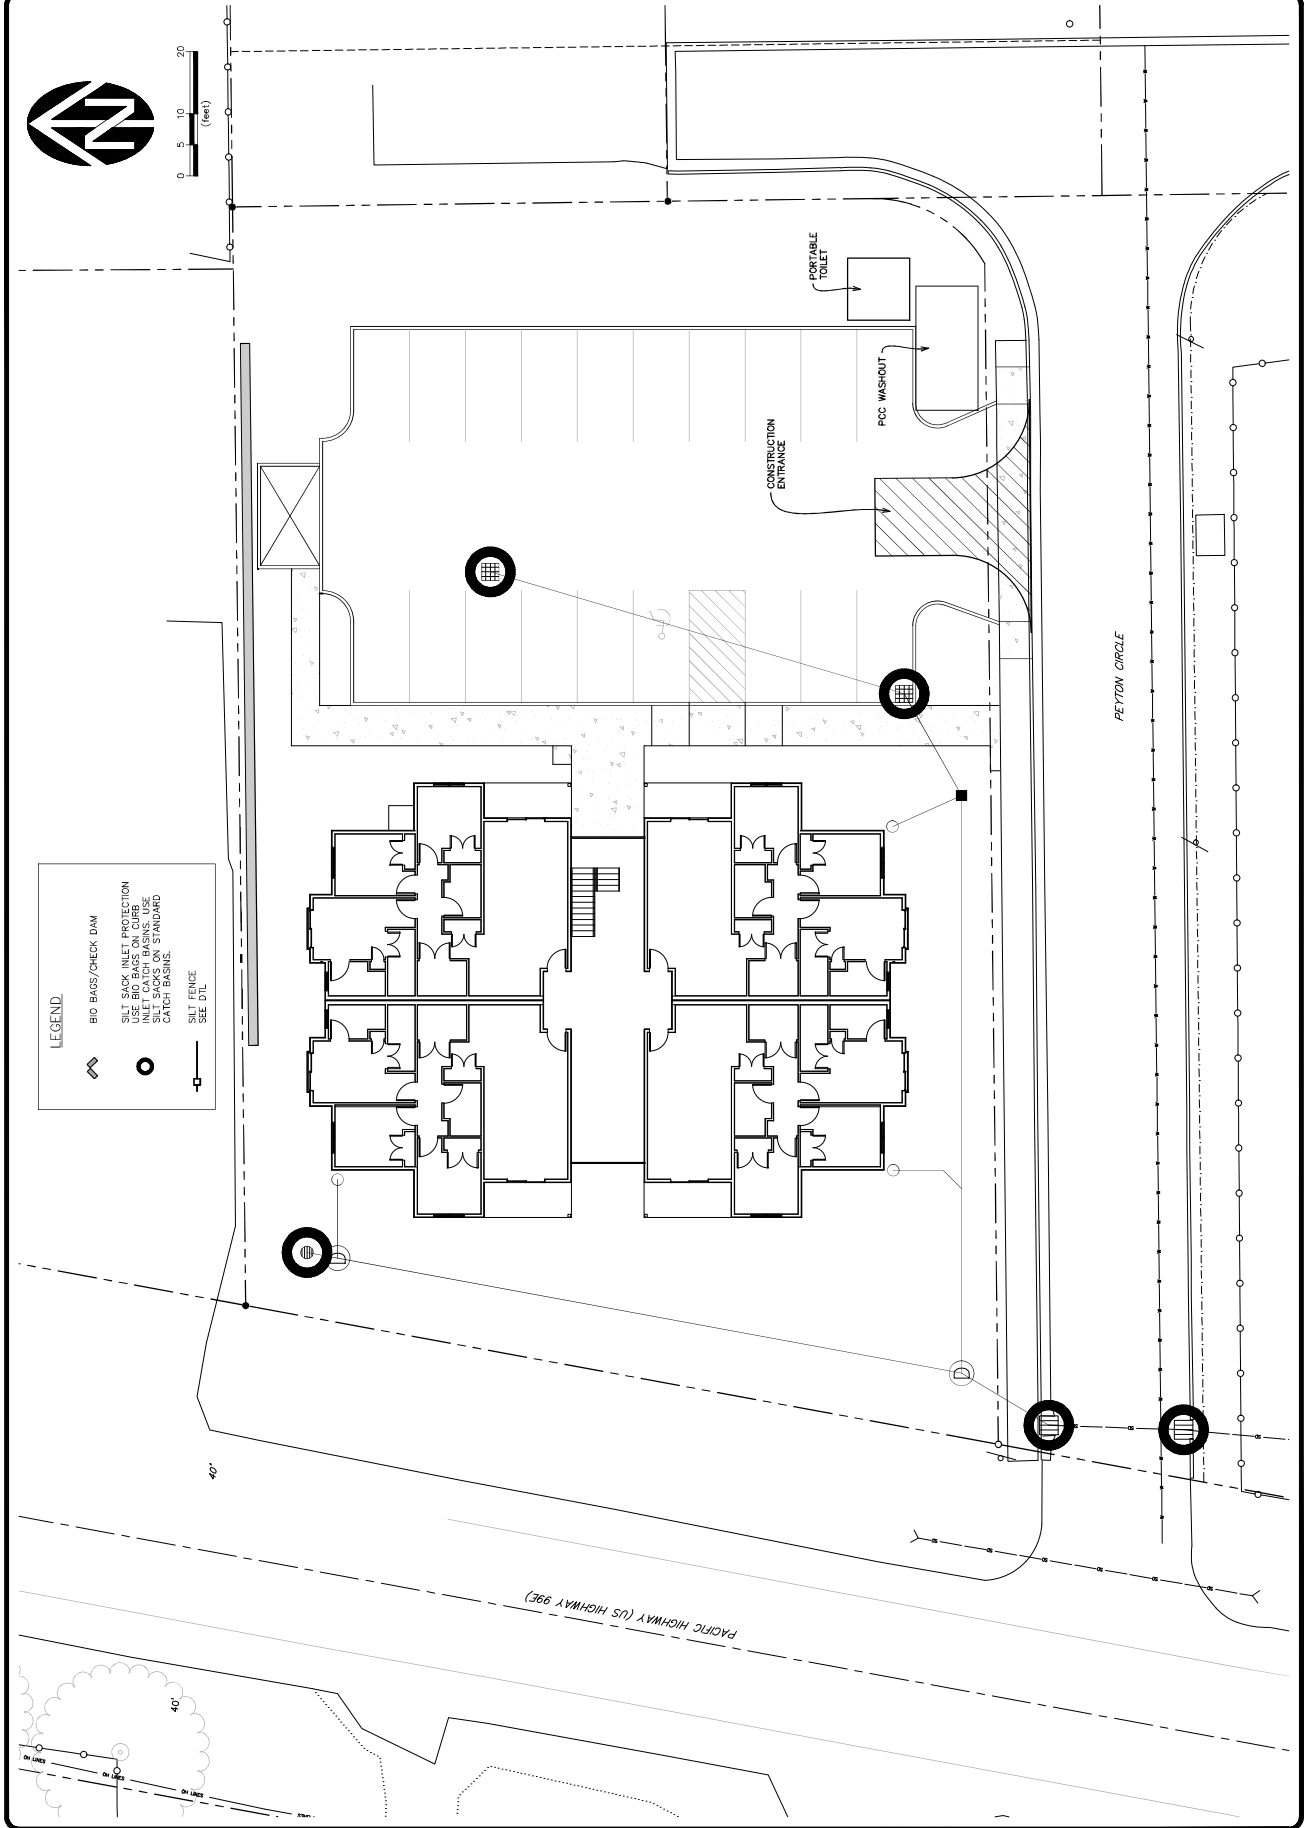 N
0 5 10 20
(feet)
PORTABLE
TOILET
PCC WASHOUT
CONSTRUCTION
ENTRANCE
PEYTON CIRCLE
LEGEND
BIO BAGS/CHECK DAM
SILT SACK INLET PROTECTION
USE BIO BAGS ON CURB
INLET CATCH BASINS. USE
SILT SACKS ON STANDARD
CATCH BASINS.
SILT FENCE
SEE DTL
D
D
40'
PACIFIC HIGHWAY (US HIGHWAY 99E)
40'
OH LINES
OH LINES
OH LINES